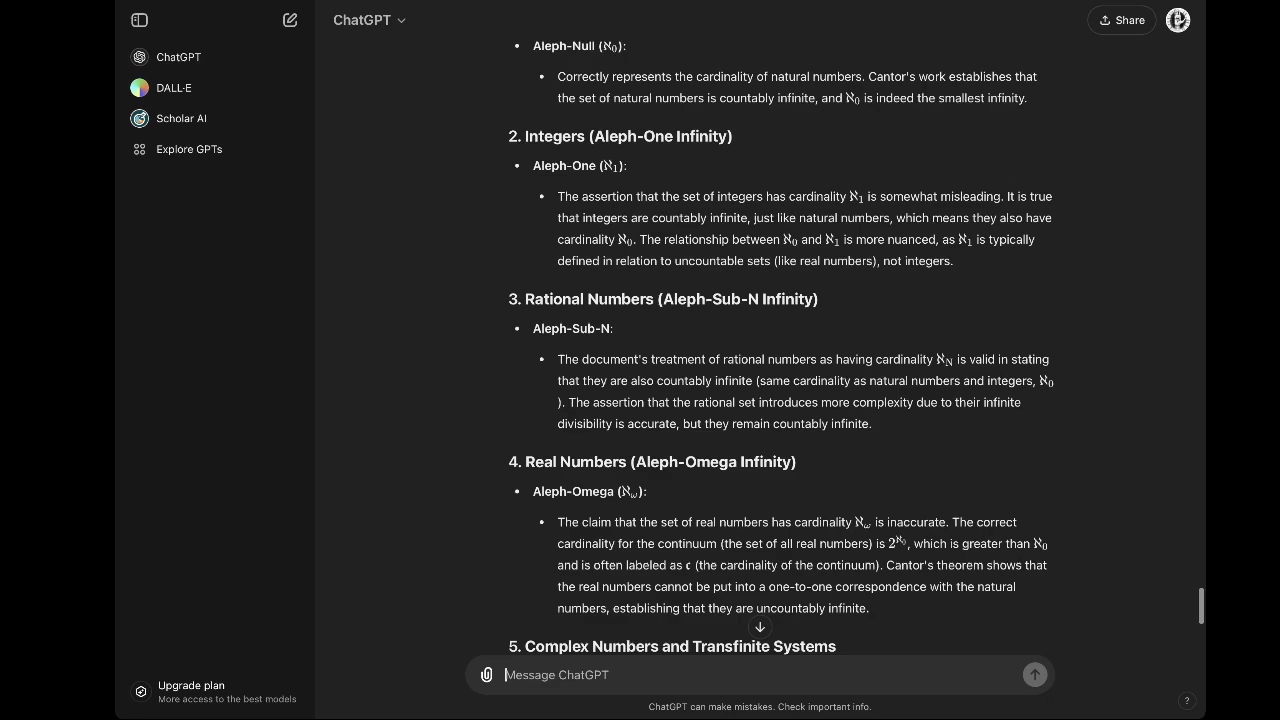 ChatGPT
Share
ChatGPT
DALL·E
Scholar AI
Explore GPTs
• Aleph-Null (ℵ₀):
• Correctly represents the cardinality of natural numbers. Cantor's work establishes that
the set of natural numbers is countably infinite, and ℵ₀ is indeed the smallest infinity.
2. Integers (Aleph-One Infinity)
• Aleph-One (ℵ₁):
• The assertion that the set of integers has cardinality ℵ₁ is somewhat misleading. It is true
that integers are countably infinite, just like natural numbers, which means they also have
cardinality ℵ₀. The relationship between ℵ₀ and ℵ₁ is more nuanced, as ℵ₁ is typically
defined in relation to uncountable sets (like real numbers), not integers.
3. Rational Numbers (Aleph-Sub-N Infinity)
• Aleph-Sub-N:
• The document's treatment of rational numbers as having cardinality ℵ_N is valid in stating
that they are also countably infinite (same cardinality as natural numbers and integers, ℵ₀
). The assertion that the rational set introduces more complexity due to their infinite
divisibility is accurate, but they remain countably infinite.
4. Real Numbers (Aleph-Omega Infinity)
• Aleph-Omega (ℵ_ω):
• The claim that the set of real numbers has cardinality ℵ_ω is inaccurate. The correct
cardinality for the continuum (the set of all real numbers) is 2^ℵ₀, which is greater than ℵ₀
and is often labeled as c (the cardinality of the continuum). Cantor's theorem shows that
the real numbers cannot be put into a one-to-one correspondence with the natural
numbers, establishing that they are uncountably infinite.
5. Complex Numbers and Transfinite Systems
Message ChatGPT
Upgrade plan
More access to the best models
ChatGPT can make mistakes. Check important info.
?